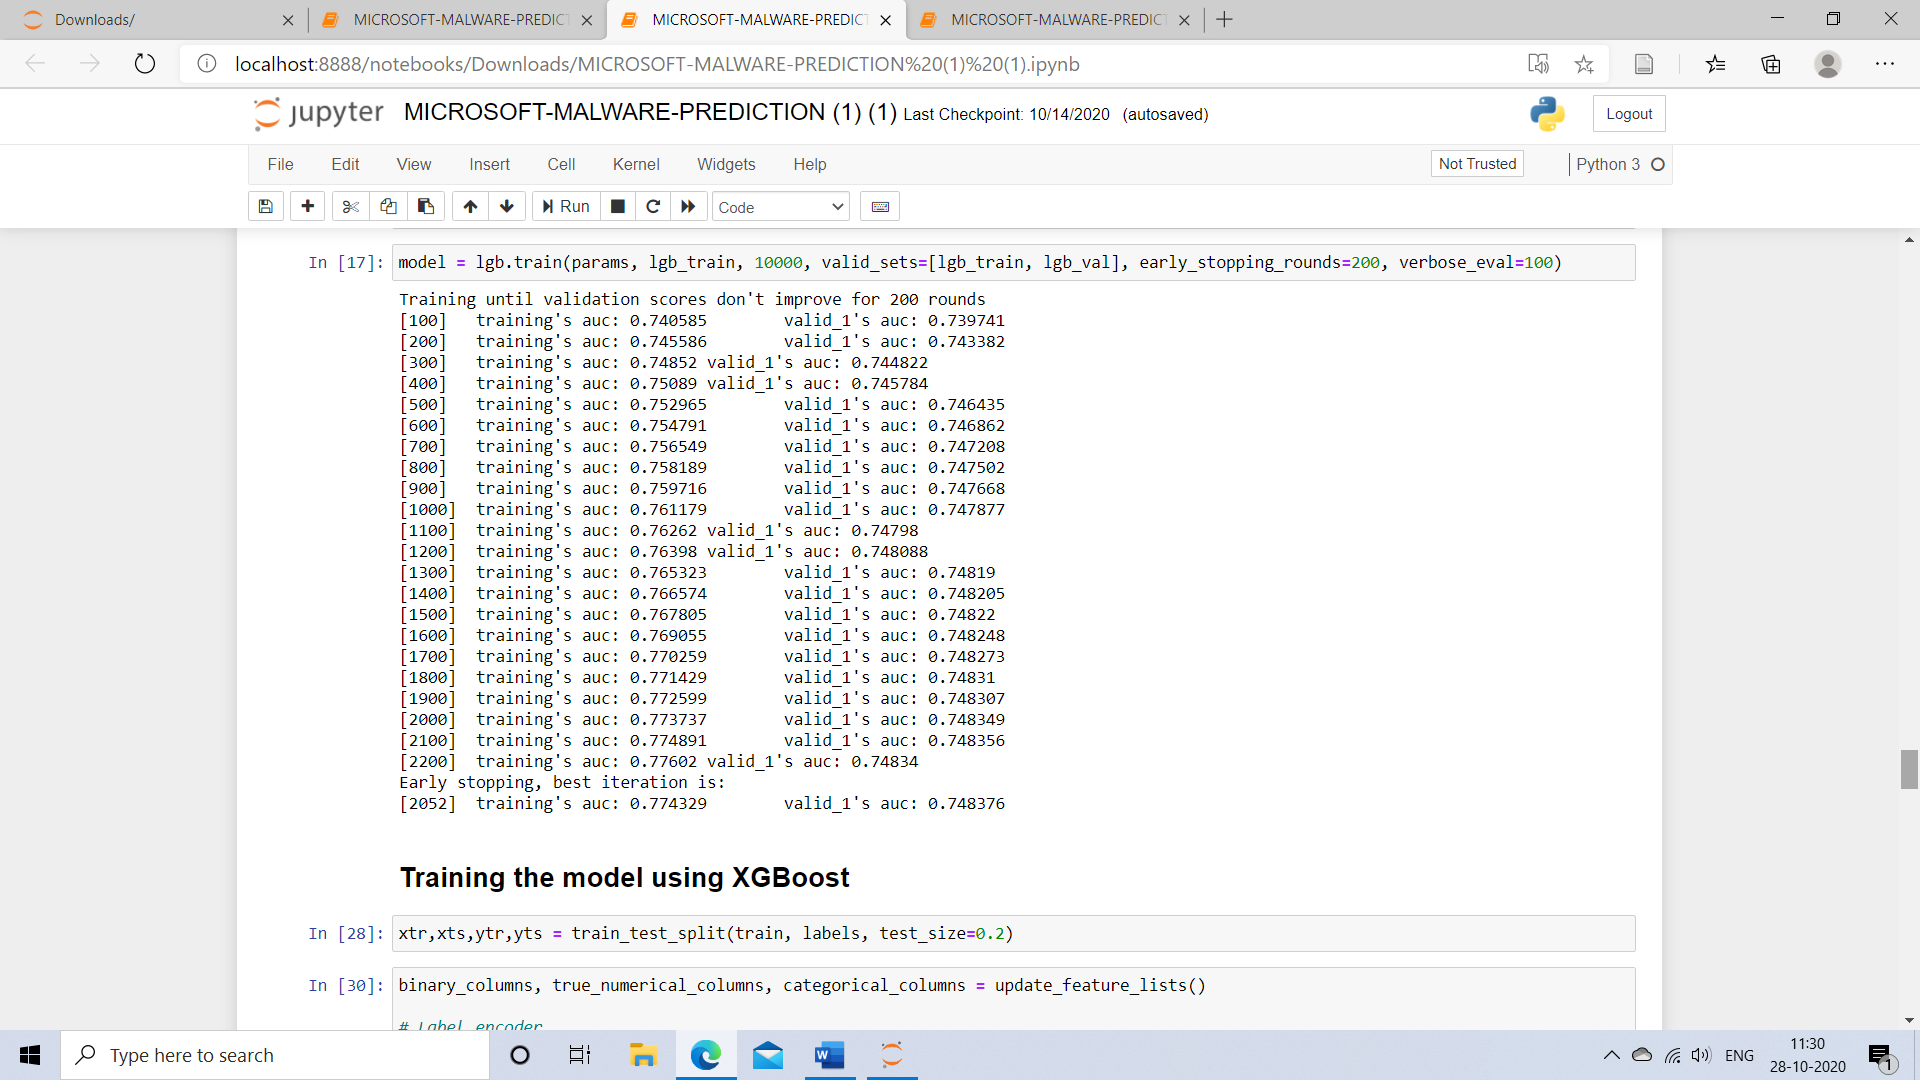 Downloads/
MICROSOFT-MALWARE-PREDICT
MICROSOFT-MALWARE-PREDICT
MICROSOFT-MALWARE-PREDICT
localhost:8888/notebooks/Downloads/MICROSOFT-MALWARE-PREDICTION%20(1)%20(1).ipynb
jupyter MICROSOFT-MALWARE-PREDICTION (1) (1) Last Checkpoint: 10/14/2020 (autosaved) Logout
File Edit View Insert Cell Kernel Widgets Help Not Trusted Python 3
Run Code
In [17]: model = lgb.train(params, lgb_train, 10000, valid_sets=[lgb_train, lgb_val], early_stopping_rounds=200, verbose_eval=100)
Training until validation scores don't improve for 200 rounds
[100] training's auc: 0.740585 valid_1's auc: 0.739741
[200] training's auc: 0.745586 valid_1's auc: 0.743382
[300] training's auc: 0.74852 valid_1's auc: 0.744822
[400] training's auc: 0.75089 valid_1's auc: 0.745784
[500] training's auc: 0.752965 valid_1's auc: 0.746435
[600] training's auc: 0.754791 valid_1's auc: 0.746862
[700] training's auc: 0.756549 valid_1's auc: 0.747208
[800] training's auc: 0.758189 valid_1's auc: 0.747502
[900] training's auc: 0.759716 valid_1's auc: 0.747668
[1000] training's auc: 0.761179 valid_1's auc: 0.747877
[1100] training's auc: 0.76262 valid_1's auc: 0.74798
[1200] training's auc: 0.76398 valid_1's auc: 0.748088
[1300] training's auc: 0.765323 valid_1's auc: 0.74819
[1400] training's auc: 0.766574 valid_1's auc: 0.748205
[1500] training's auc: 0.767805 valid_1's auc: 0.74822
[1600] training's auc: 0.769055 valid_1's auc: 0.748248
[1700] training's auc: 0.770259 valid_1's auc: 0.748273
[1800] training's auc: 0.771429 valid_1's auc: 0.74831
[1900] training's auc: 0.772599 valid_1's auc: 0.748307
[2000] training's auc: 0.773737 valid_1's auc: 0.748349
[2100] training's auc: 0.774891 valid_1's auc: 0.748356
[2200] training's auc: 0.77602 valid_1's auc: 0.74834
Early stopping, best iteration is:
[2052] training's auc: 0.774329 valid_1's auc: 0.748376
Training the model using XGBoost
In [28]: xtr,xts,ytr,yts = train_test_split(train, labels, test_size=0.2)
In [30]: binary_columns, true_numerical_columns, categorical_columns = update_feature_lists()
# Label encoder
Type here to search
ENG
11:30
28-10-2020
1